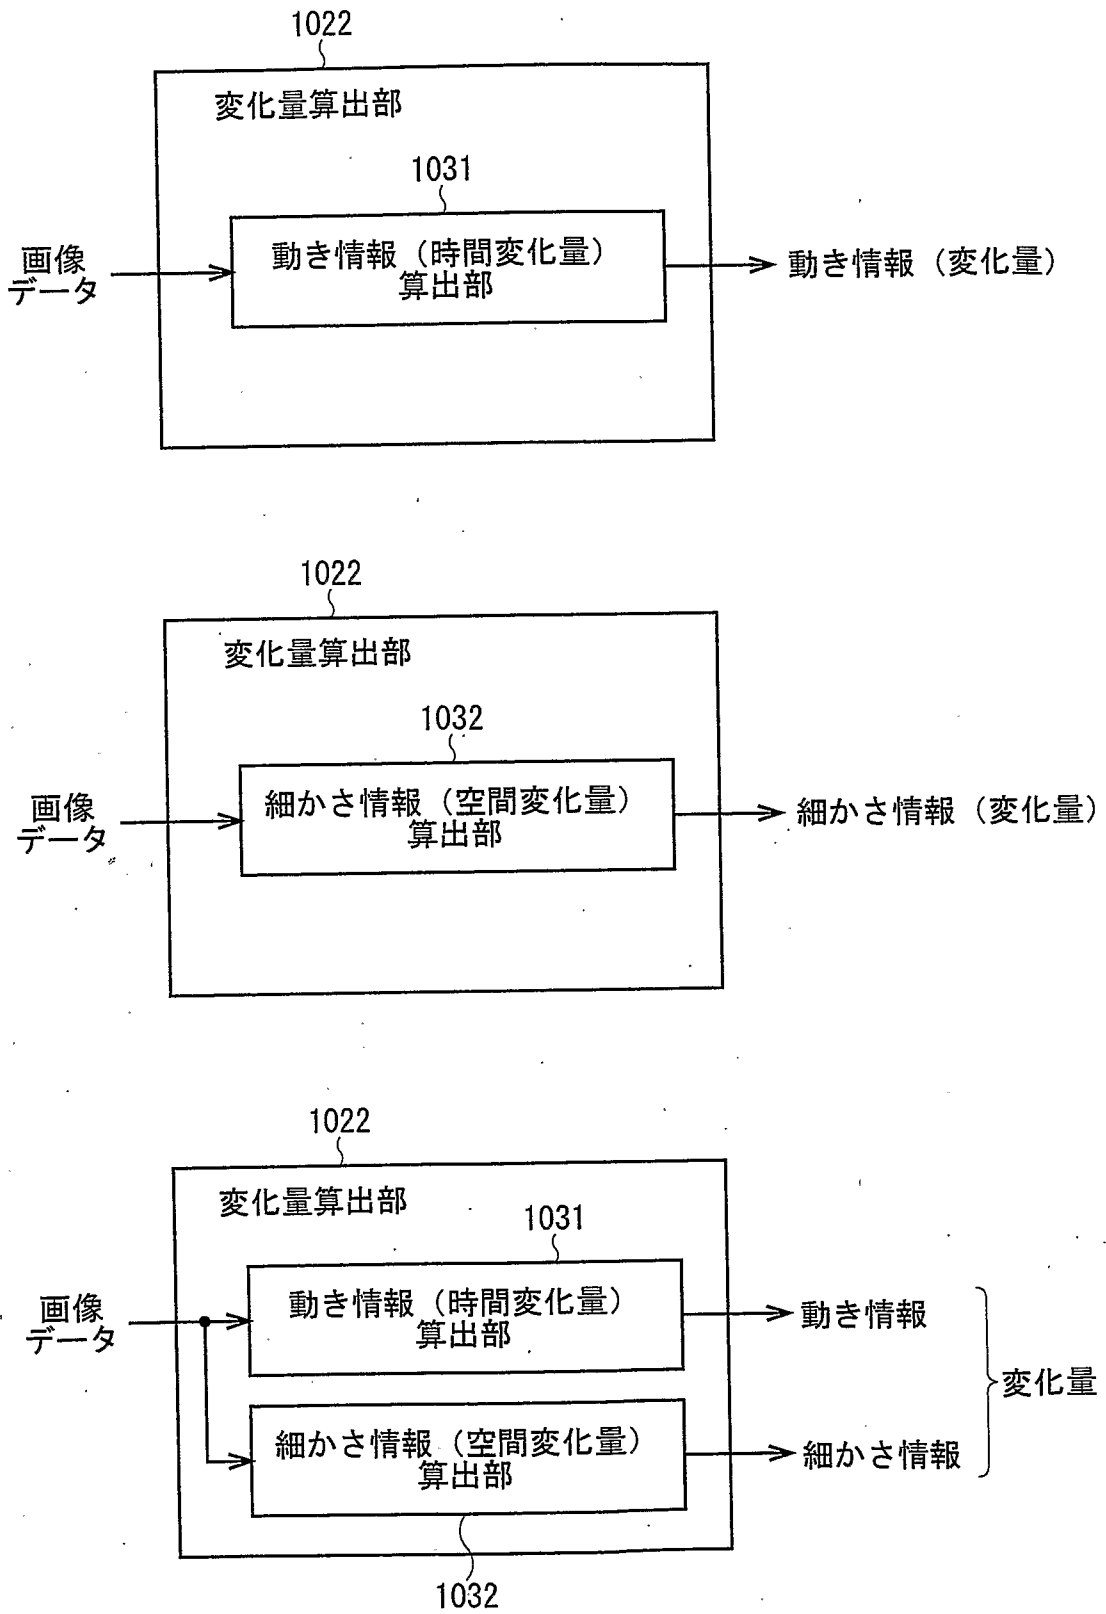 1022
変化量算出部
1031
画像
データ
動き情報（時間変化量）
算出部
動き情報（変化量）
1022
変化量算出部
1032
画像
データ
細かさ情報（空間変化量）
算出部
細かさ情報（変化量）
1022
変化量算出部
1031
画像
データ
動き情報（時間変化量）
算出部
動き情報
変化量
細かさ情報（空間変化量）
算出部
細かさ情報
1032